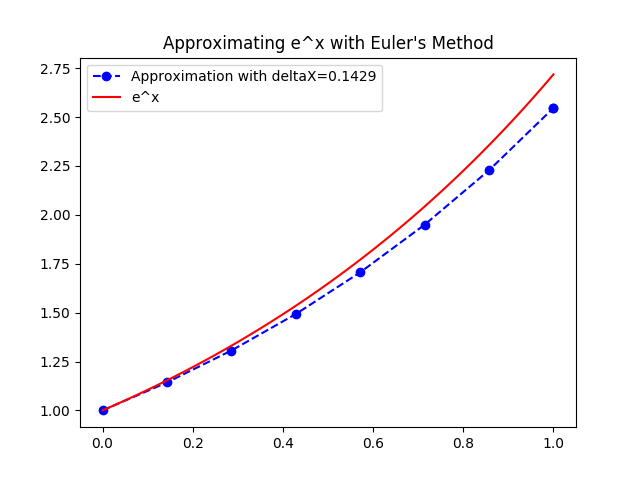 Approximating e^x with Euler's Method
Approximation with deltaX=0.1429
e^x
2.75
2.50
2.25
2.00
1.75
1.50
1.25
1.00
0.0 0.2 0.4 0.6 0.8 1.0